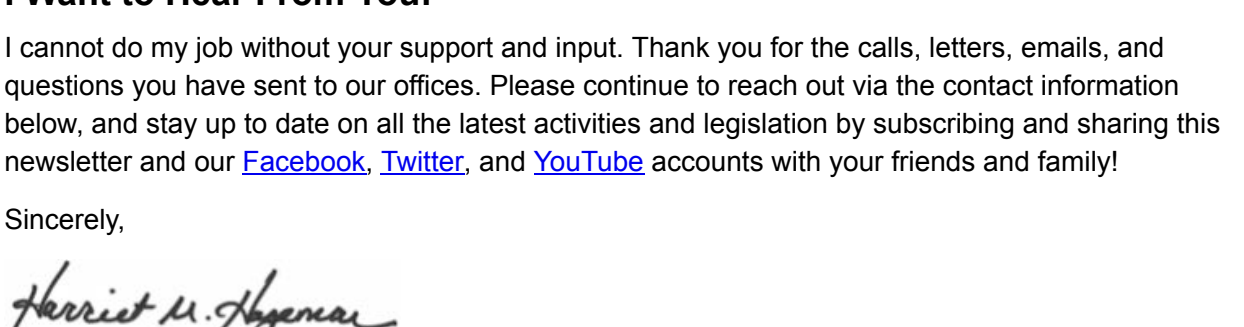 I Want to Hear From You!
I cannot do my job without your support and input. Thank you for the calls, letters, emails, and
questions you have sent to our offices. Please continue to reach out via the contact information
below, and stay up to date on all the latest activities and legislation by subscribing and sharing this
newsletter and our Facebook, Twitter, and YouTube accounts with your friends and family!
Sincerely,
Harriet M. Hageman